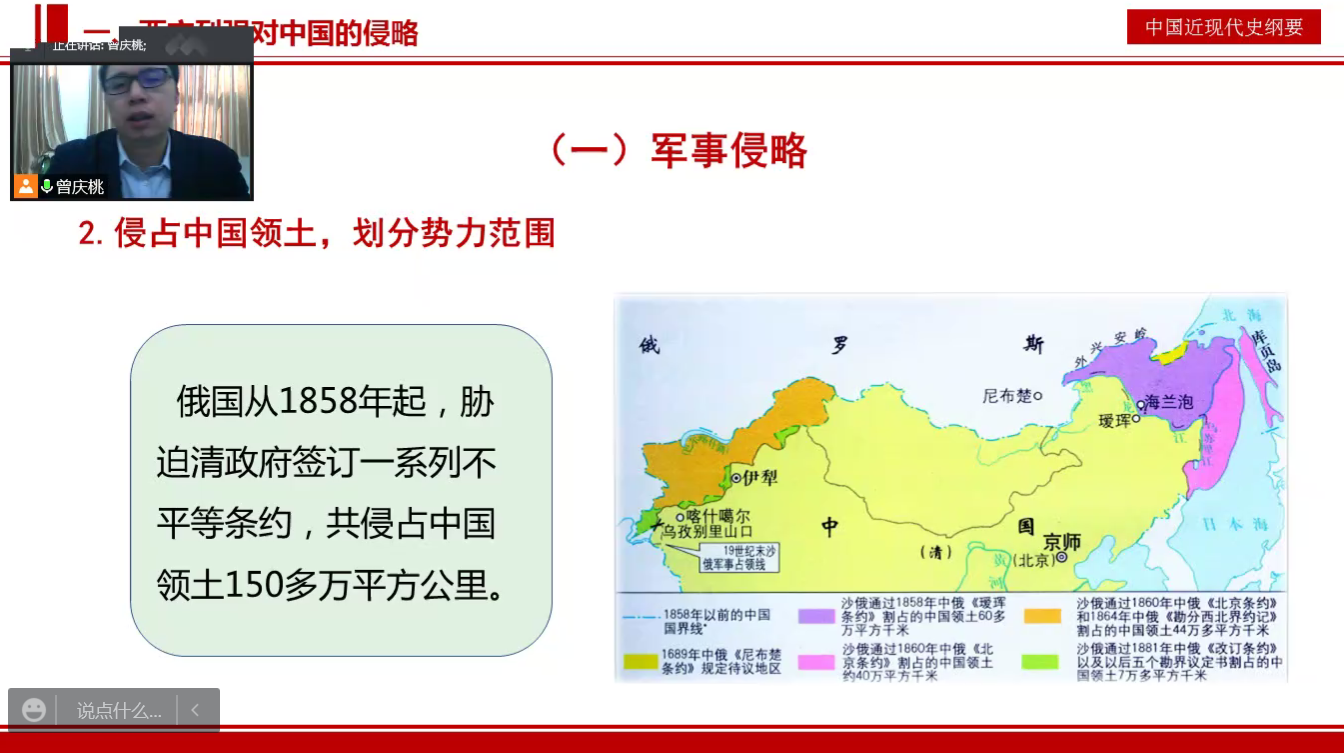 对中国的侵略
中国近现代史纲要
正在讲话: 曾庆桃;
曾庆桃
（一）军事侵略
2. 侵占中国领土，划分势力范围
俄国从1858年起，胁
迫清政府签订一系列不
平等条约，共侵占中国
领土150多万平方公里。
俄 罗 斯
北 海
库页岛
外 兴 安 岭
尼布楚
海兰泡
瑷珲
黑 龙 江
乌苏里江
伊犁
喀什噶尔
乌孜别里山口
19世纪末沙
俄军事占领线
中 国
（清）
京师
(北京)
黄河
日 本 海
1858年以前的中国
国界线
沙俄通过1858年中俄《瑷珲
条约》割占的中国领土60多
万平方千米
沙俄通过1860年中俄《北京条约》
和1864年中俄《勘分西北界约记》
割占的中国领土44万多平方千米
1689年中俄《尼布楚
条约》规定待议地区
沙俄通过1860年中俄《北
京条约》割占的中国领土
约40万平方千米
沙俄通过1881年中俄《改订条约》
以及以后五个勘界议定书割占的中
国领土7万多平方千米
说点什么...